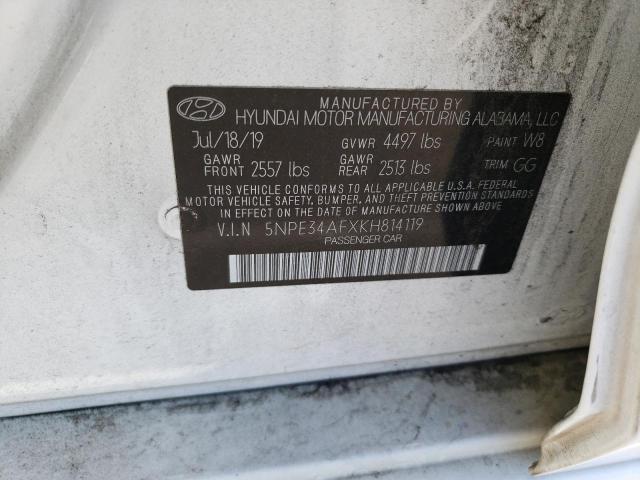 MANUFACTURED BY
HYUNDAI MOTOR MANUFACTURING ALABAMA, LLC
Jul/18/19 GVWR 4497 lbs PAINT W8
GAWR FRONT 2557 lbs GAWR REAR 2513 lbs TRIM GG
THIS VEHICLE CONFORMS TO ALL APPLICABLE U.S.A. FEDERAL
MOTOR VEHICLE SAFETY, BUMPER, AND THEFT PREVENTION STANDARDS
IN EFFECT ON THE DATE OF MANUFACTURE SHOWN ABOVE.
V.I.N 5NPE34AFXKH814119
PASSENGER CAR